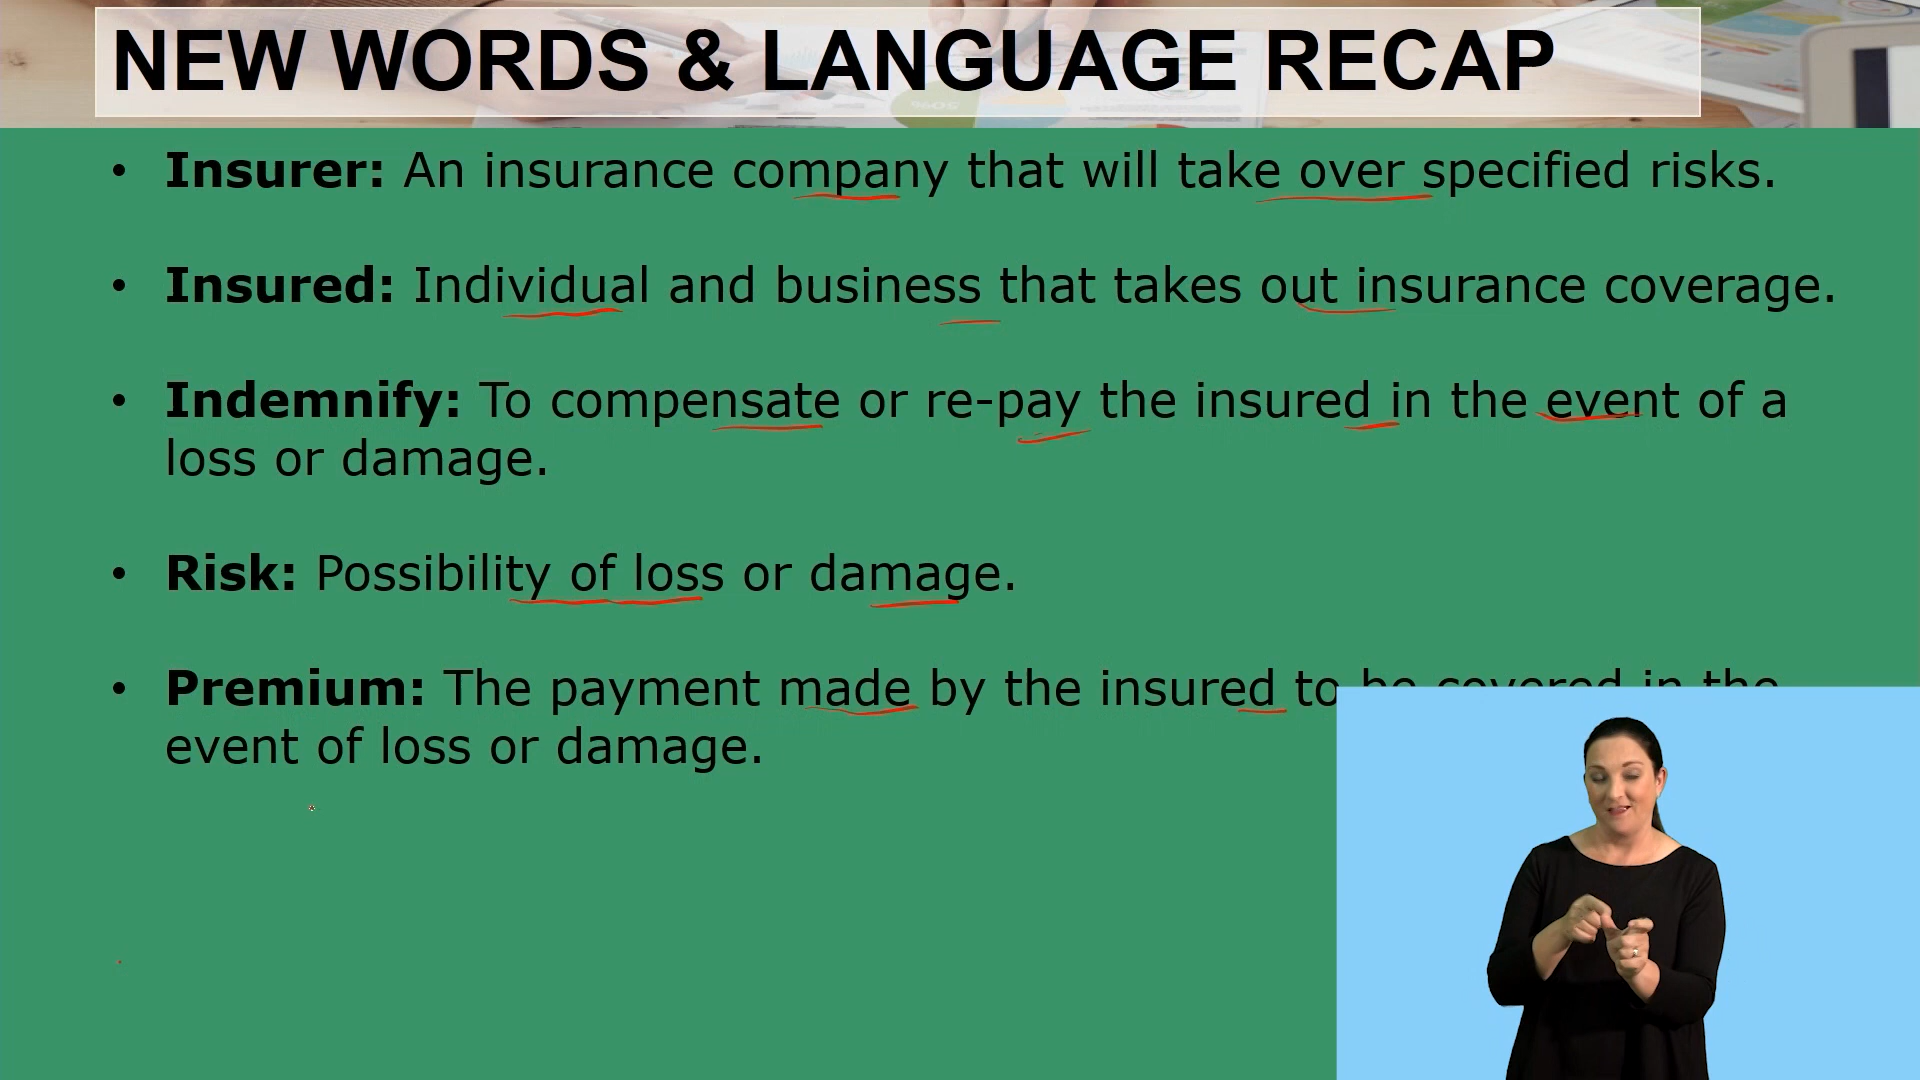 NEW WORDS & LANGUAGE RECAP
• Insurer: An insurance company that will take over specified risks.
• Insured: Individual and business that takes out insurance coverage.
• Indemnify: To compensate or re-pay the insured in the event of a
loss or damage.
• Risk: Possibility of loss or damage.
• Premium: The payment made by the insured to be covered in the
event of loss or damage.